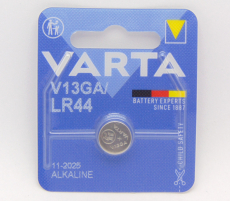 VARTA
V13GA/
LR44
BATTERY EXPERTS
SINCE 1887
CHILD SAFETY
11-2025
ALKALINE